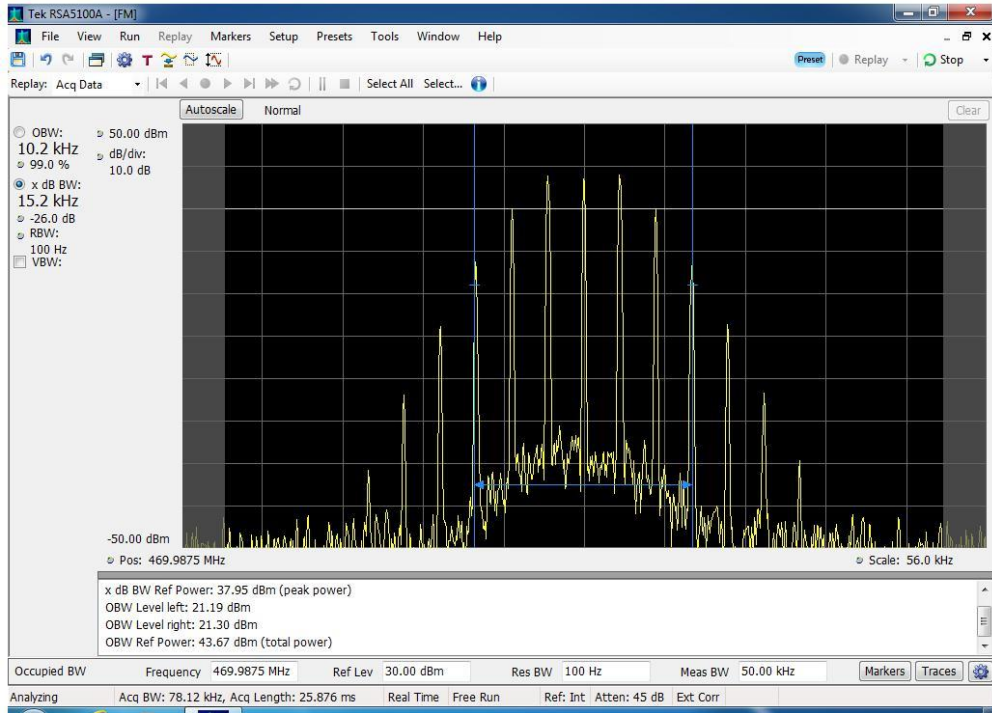 Tek RSA5100A - [FM]
File View Run Replay Markers Setup Presets Tools Window Help
T Preset Replay Stop
Replay: Acq Data Select All Select...
Autoscale Normal Clear
OBW: 50.00 dBm
10.2 kHz dB/div:
99.0 % 10.0 dB
x dB BW:
15.2 kHz
-26.0 dB
RBW:
100 Hz
VBW:
-50.00 dBm
Pos: 469.9875 MHz Scale: 56.0 kHz
x dB BW Ref Power: 37.95 dBm (peak power)
OBW Level left: 21.19 dBm
OBW Level right: 21.30 dBm
OBW Ref Power: 43.67 dBm (total power)
Occupied BW Frequency 469.9875 MHz Ref Lev 30.00 dBm Res BW 100 Hz Meas BW 50.00 kHz Markers Traces
Analyzing Acq BW: 78.12 kHz, Acq Length: 25.876 ms Real Time Free Run Ref: Int Atten: 45 dB Ext Corr